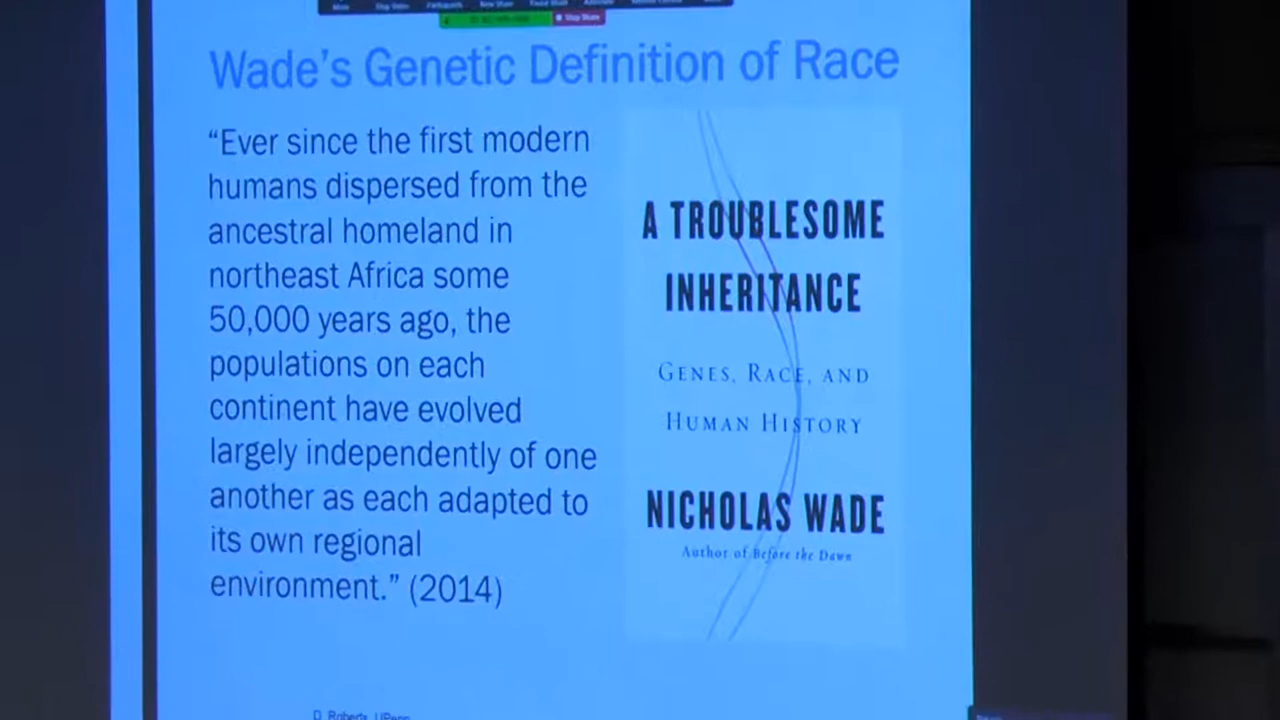 Stop Share
Wade's Genetic Definition of Race
“Ever since the first modern
humans dispersed from the
ancestral homeland in
northeast Africa some
50,000 years ago, the
populations on each
continent have evolved
largely independently of one
another as each adapted to
its own regional
environment.” (2014)
A TROUBLESOME
INHERITANCE
GENES, RACE, AND
HUMAN HISTORY
NICHOLAS WADE
Author of Before the Dawn
D. Roberts, UPenn